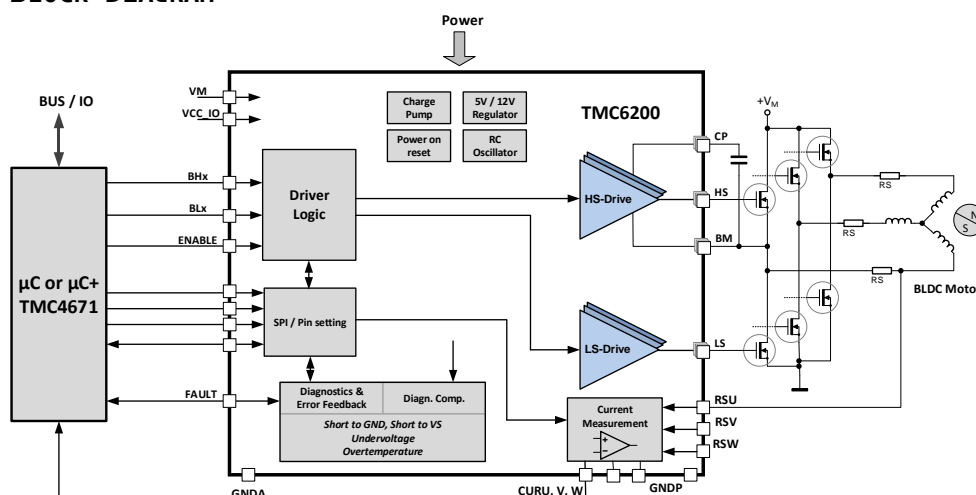 BLOCK DIAGRAM
Power
BUS / IO
VM
VCC_IO
Charge
Pump
5V / 12V
Regulator
TMC6200
Power on
reset
RC
Oscillator
+VM
CP
HS
BM
BHx
BLx
ENABLE
Driver
Logic
HS-Drive
RS
RS
RS
N
S
BLDC Moto
µC or µC+
TMC4671
SPI / Pin setting
LS-Drive
LS
FAULT
Diagnostics &
Error Feedback
Diagn. Comp.
Short to GND, Short to VS
Undervoltage
Overtemperature
Current
Measurement
RSU
RSV
RSW
GNDA
CURU, V, W
GNDP